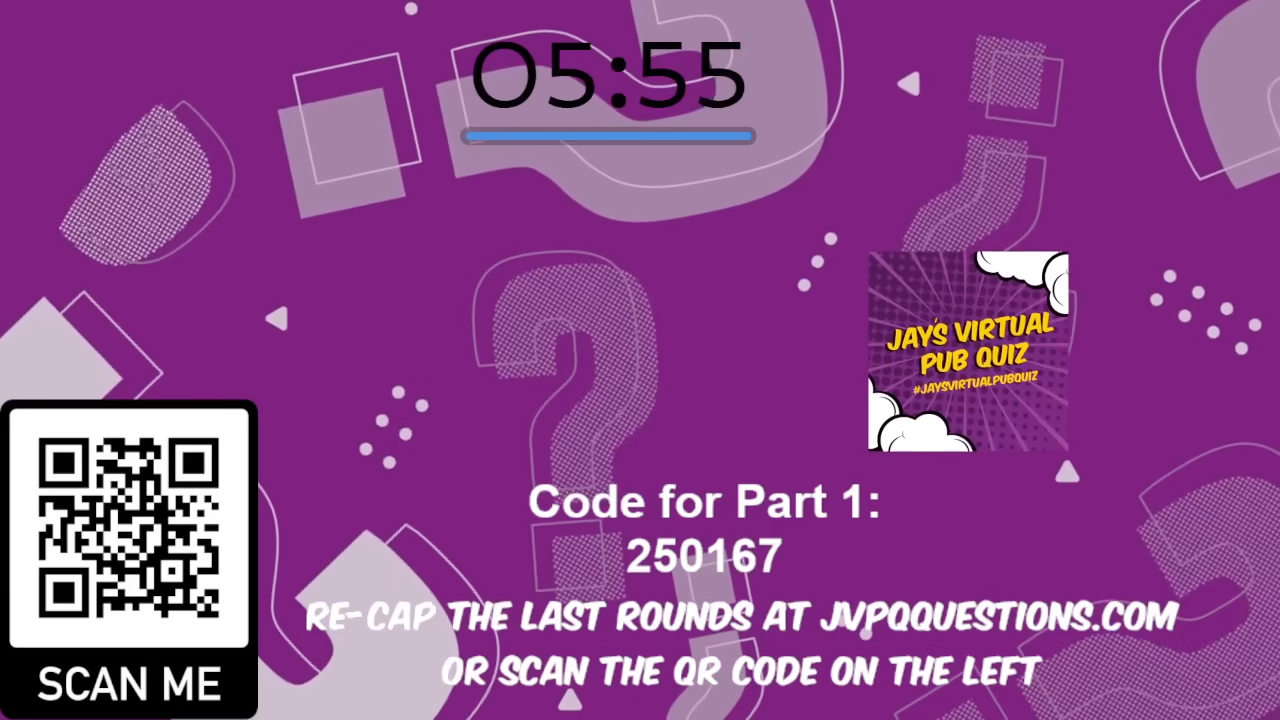 05:55
JAY'S VIRTUAL
PUB QUIZ
#JAYSVIRTUALPUBQUIZ
Code for Part 1:
250167
RE-CAP THE LAST ROUNDS AT JVPQQUESTIONS.COM
OR SCAN THE QR CODE ON THE LEFT
SCAN ME